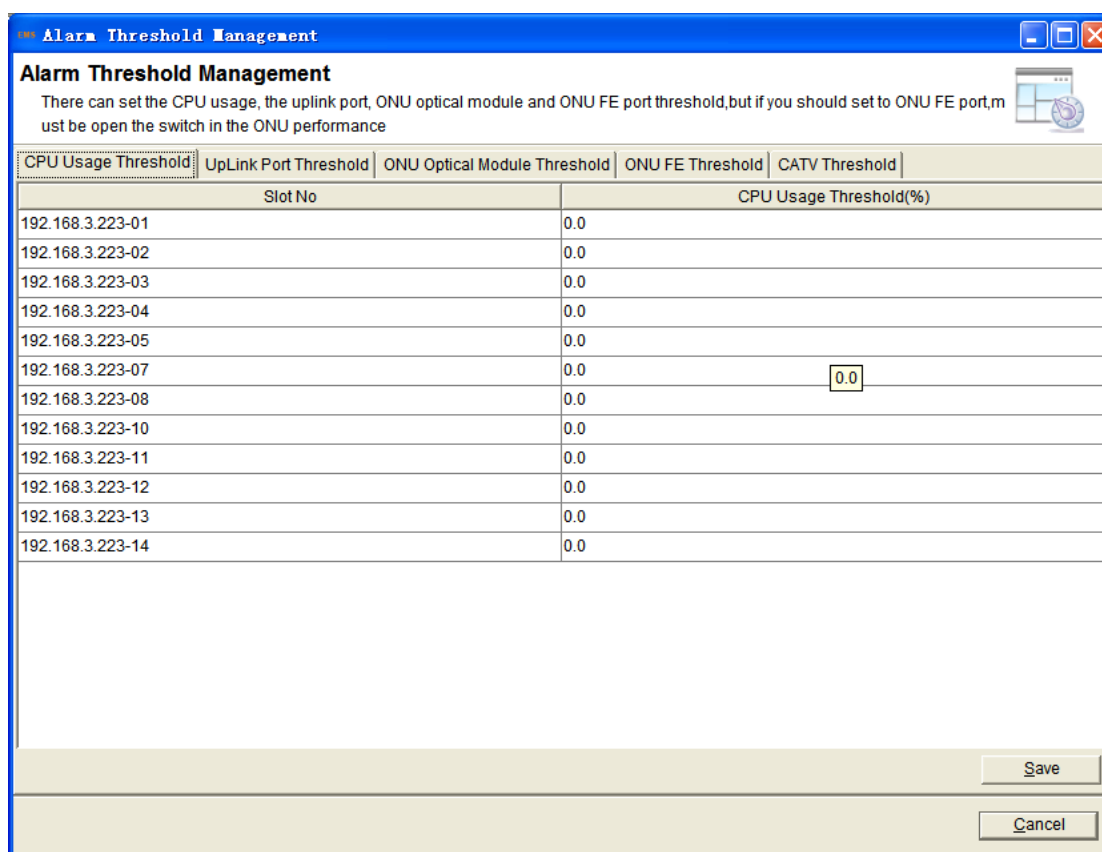 EMS Alarm Threshold Management
Alarm Threshold Management
There can set the CPU usage, the uplink port, ONU optical module and ONU FE port threshold,but if you should set to ONU FE port,m
ust be open the switch in the ONU performance
CPU Usage Threshold UpLink Port Threshold ONU Optical Module Threshold ONU FE Threshold CATV Threshold
Slot No CPU Usage Threshold(%)
192.168.3.223-01 0.0
192.168.3.223-02 0.0
192.168.3.223-03 0.0
192.168.3.223-04 0.0
192.168.3.223-05 0.0
192.168.3.223-07 0.0
0.0
192.168.3.223-08 0.0
192.168.3.223-10 0.0
192.168.3.223-11 0.0
192.168.3.223-12 0.0
192.168.3.223-13 0.0
192.168.3.223-14 0.0
Save
Cancel